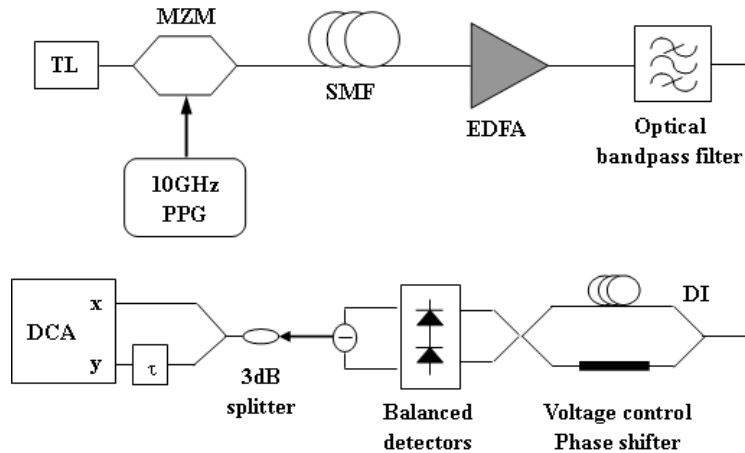 MZM
TL
SMF
EDFA
Optical
bandpass filter
10GHz
PPG
DCA
x
y
τ
3dB
splitter
−
Balanced
detectors
DI
Voltage control
Phase shifter